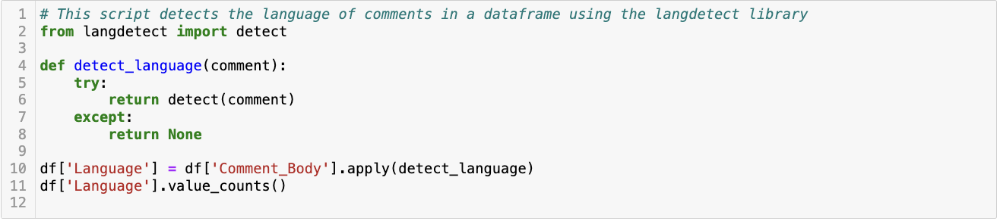 1 # This script detects the language of comments in a dataframe using the langdetect library
2 from langdetect import detect
3
4 def detect_language(comment):
5     try:
6         return detect(comment)
7     except:
8         return None
9
10 df['Language'] = df['Comment_Body'].apply(detect_language)
11 df['Language'].value_counts()
12